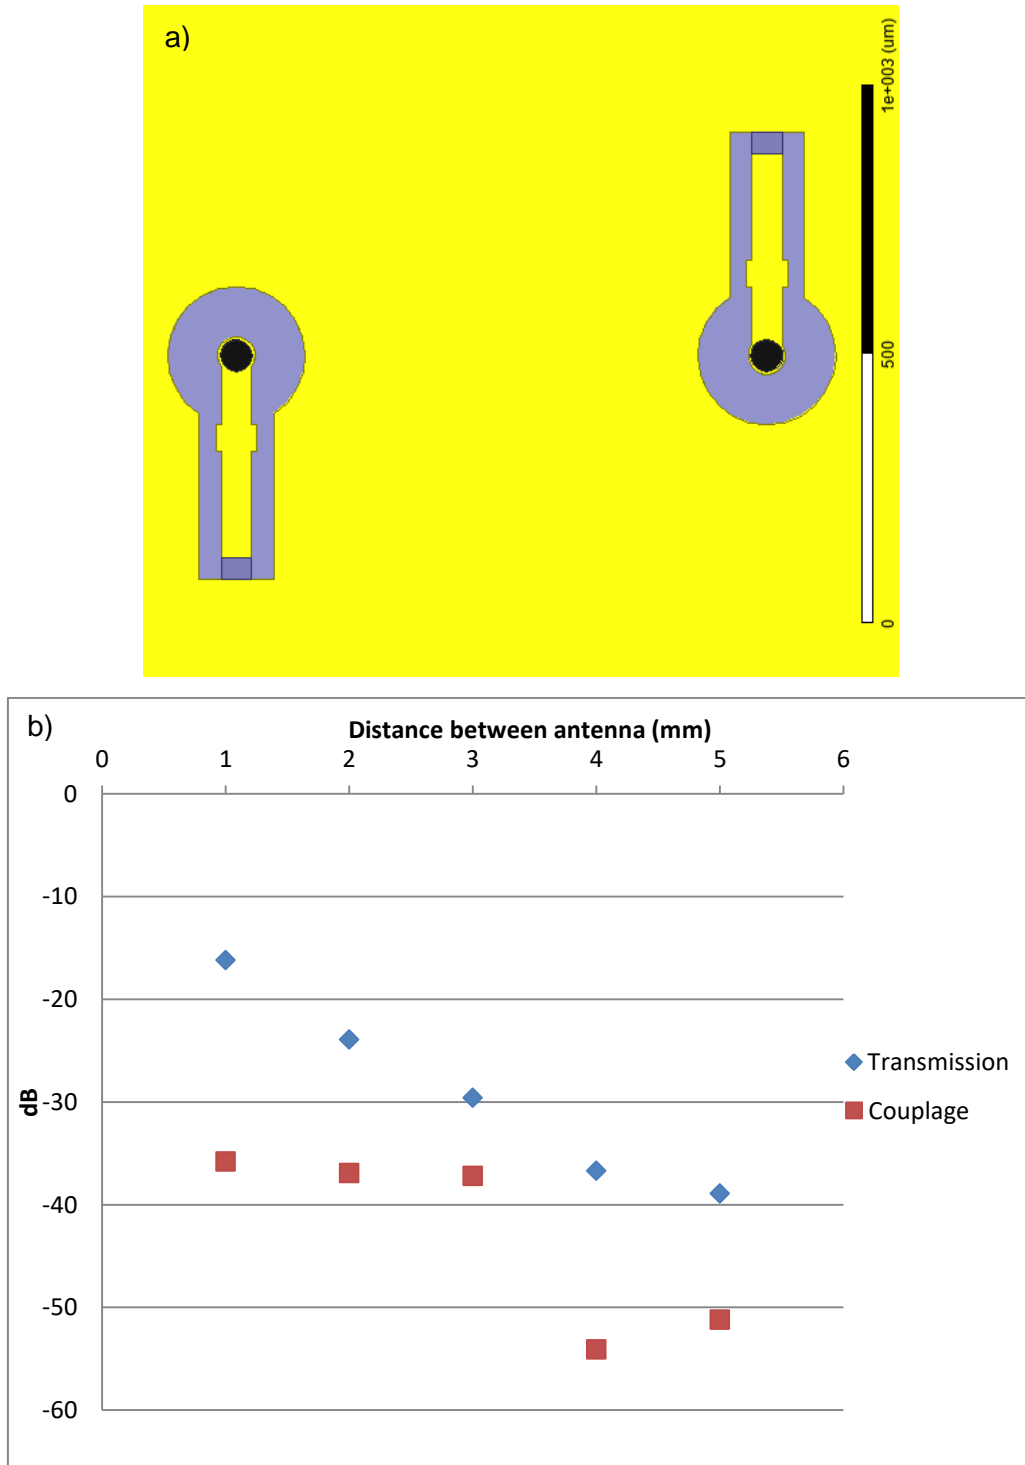 a)
1e+003 (um)
500
0
b)
Distance between antenna (mm)
0 1 2 3 4 5 6
0
-10
-20
-30
-40
-50
-60
dB
Transmission
Couplage